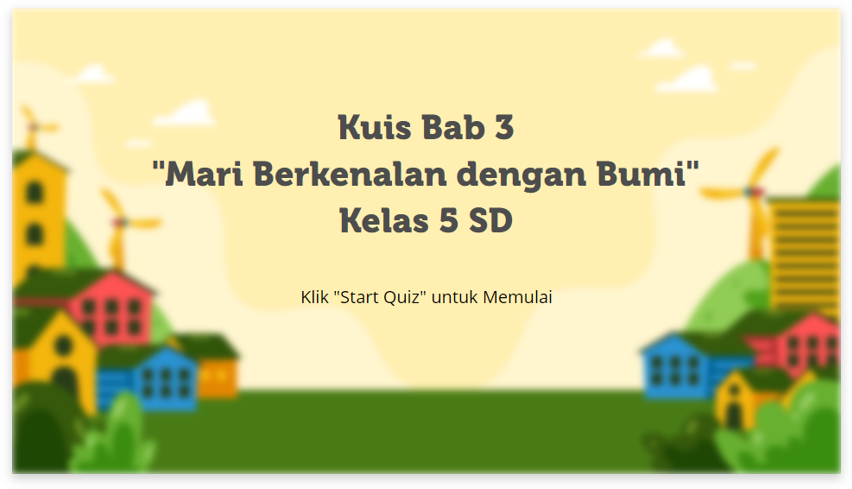 Kuis Bab 3
"Mari Berkenalan dengan Bumi"
Kelas 5 SD
Klik "Start Quiz" untuk Memulai